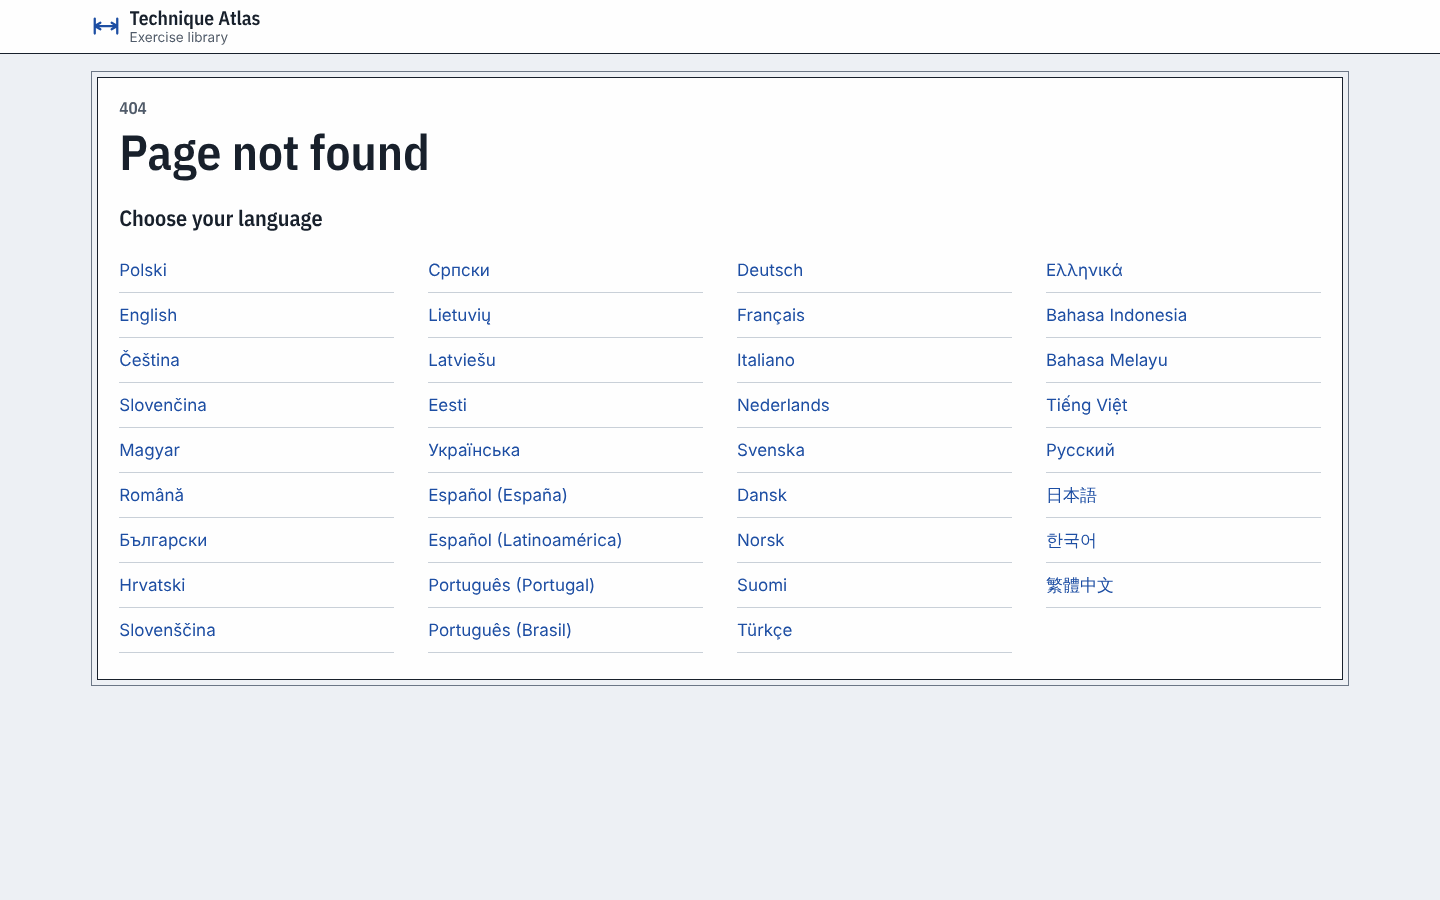 Technique Atlas
Exercise library
404
Page not found
Choose your language
Polski
English
Čeština
Slovenčina
Magyar
Română
Български
Hrvatski
Slovenščina
Српски
Lietuvių
Latviešu
Eesti
Українська
Español (España)
Español (Latinoamérica)
Português (Portugal)
Português (Brasil)
Deutsch
Français
Italiano
Nederlands
Svenska
Dansk
Norsk
Suomi
Türkçe
Ελληνικά
Bahasa Indonesia
Bahasa Melayu
Tiếng Việt
Русский
日本語
한국어
繁體中文